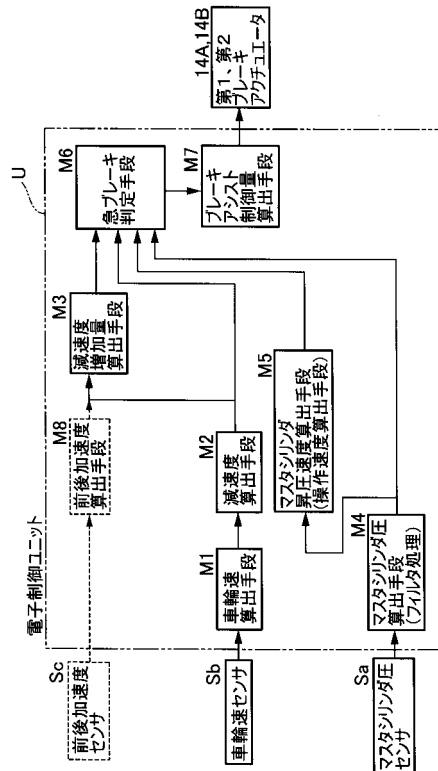 電子制御ユニット
U
Sc
前後加速度
センサ
M8
前後加速度
算出手段
M3
減速度
増加量
算出手段
M6
急ブレーキ
判定手段
M7
ブレーキ
アシスト
制御量
算出手段
14A,14B
第1、第2
ブレーキ
アクチュエータ
Sb
車輪速センサ
M1
車輪速
算出手段
M2
減速度
算出手段
M5
マスタシリンダ
昇圧速度算出手段
(操作速度算出手段)
Sa
マスタシリンダ圧
センサ
M4
マスタシリンダ圧
算出手段
(フィルタ処理)